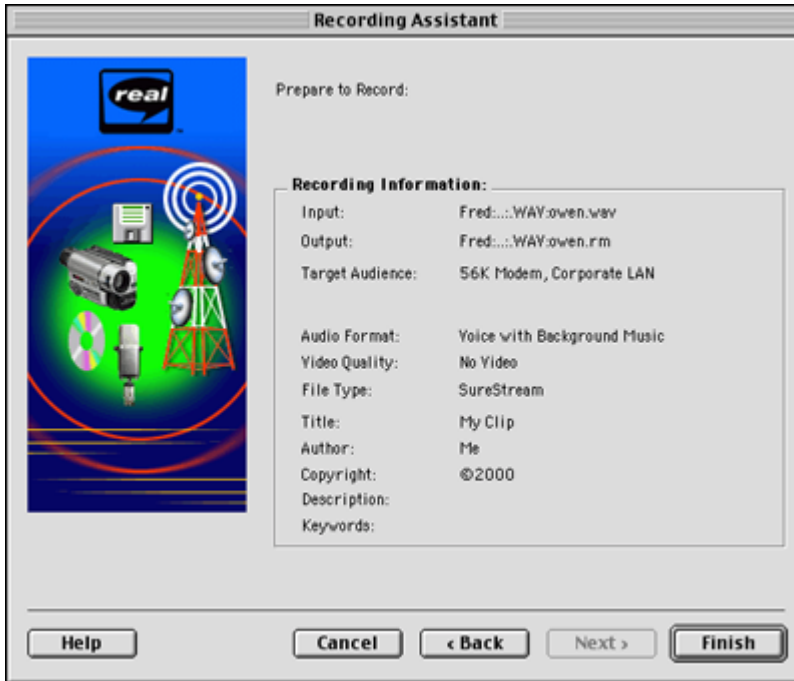 Recording Assistant
real
Prepare to Record:
Recording Information:
Input: Fred:..:.WAV:owen.wav
Output: Fred:..:.WAV:owen.rm
Target Audience: 56K Modem, Corporate LAN
Audio Format: Voice with Background Music
Video Quality: No Video
File Type: SureStream
Title: My Clip
Author: Me
Copyright: ©2000
Description:
Keywords:
Help Cancel ‹ Back Next › Finish